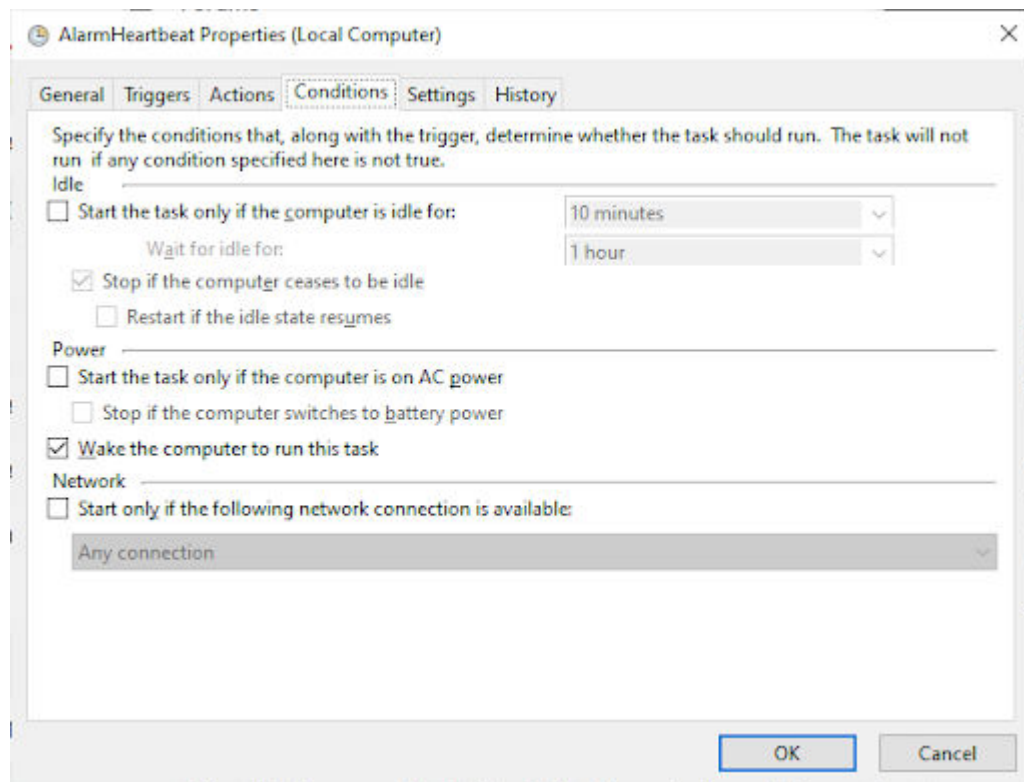 AlarmHeartbeat Properties (Local Computer)
General Triggers Actions Conditions Settings History
Specify the conditions that, along with the trigger, determine whether the task should run. The task will not
run if any condition specified here is not true.
Idle
Start the task only if the computer is idle for: 10 minutes
Wait for idle for: 1 hour
Stop if the computer ceases to be idle
Restart if the idle state resumes
Power
Start the task only if the computer is on AC power
Stop if the computer switches to battery power
Wake the computer to run this task
Network
Start only if the following network connection is available:
Any connection
OK Cancel